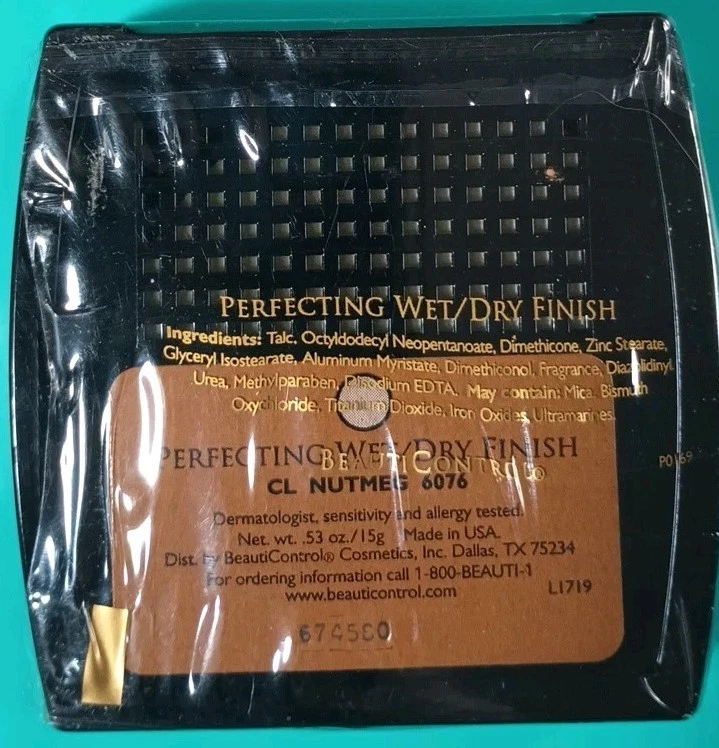 PERFECTING WET/DRY FINISH
Ingredients: Talc, Octyldodecyl Neopentanoate, Dimethicone, Zinc Stearate,
Glyceryl Isostearate, Aluminum Myristate, Dimethiconol, Fragrance, Diazolidinyl
Urea, Methylparaben, Disodium EDTA. May contain: Mica, Bismuth
Oxychloride, Titanium Dioxide, Iron Oxides, Ultramarines.
PERFECTING WET/DRY FINISH
BEAUTICONTROL®
CL NUTMEG 6076
Dermatologist, sensitivity and allergy tested.
Net. wt. .53 oz./15g Made in USA.
Dist. by BeautiControl® Cosmetics, Inc. Dallas, TX 75234
For ordering information call 1-800-BEAUTI-1
www.beauticontrol.com
L1719